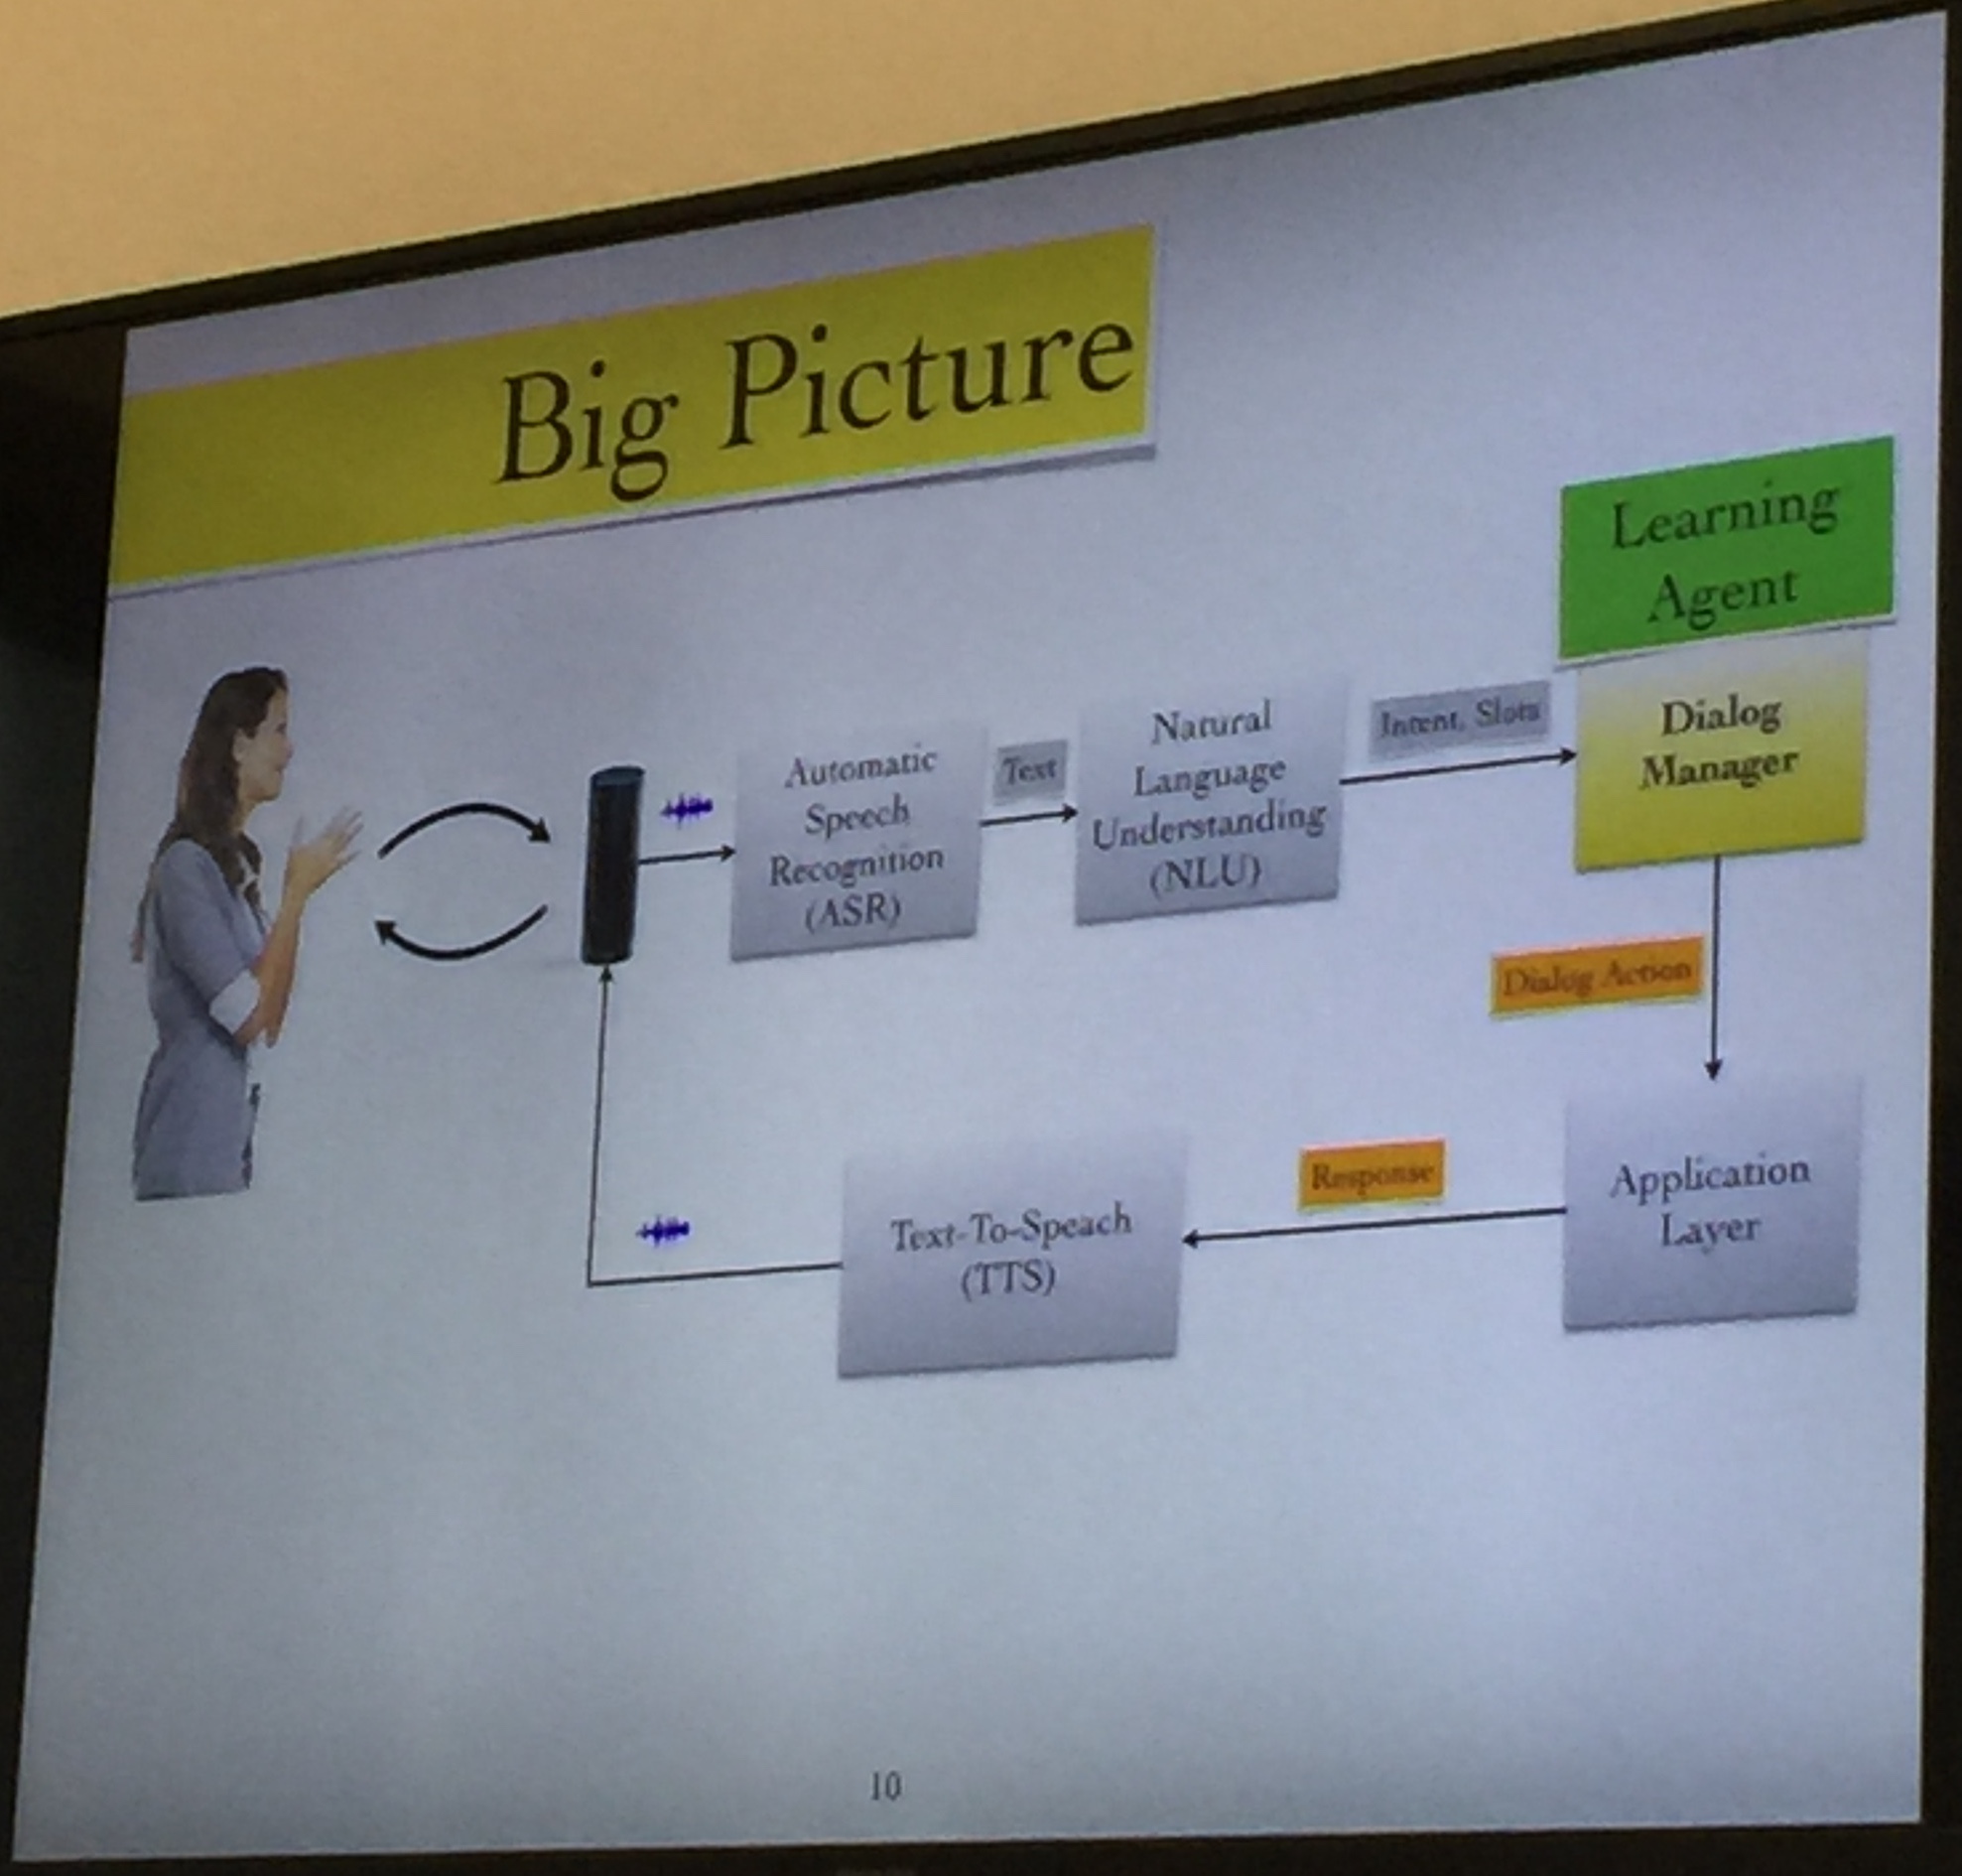 Big Picture
Learning
Agent
Automatic
Speech
Recognition
(ASR)
Text
Natural
Language
Understanding
(NLU)
Intent, Slots
Dialog
Manager
Dialog Action
Application
Layer
Response
Text-To-Speach
(TTS)
10